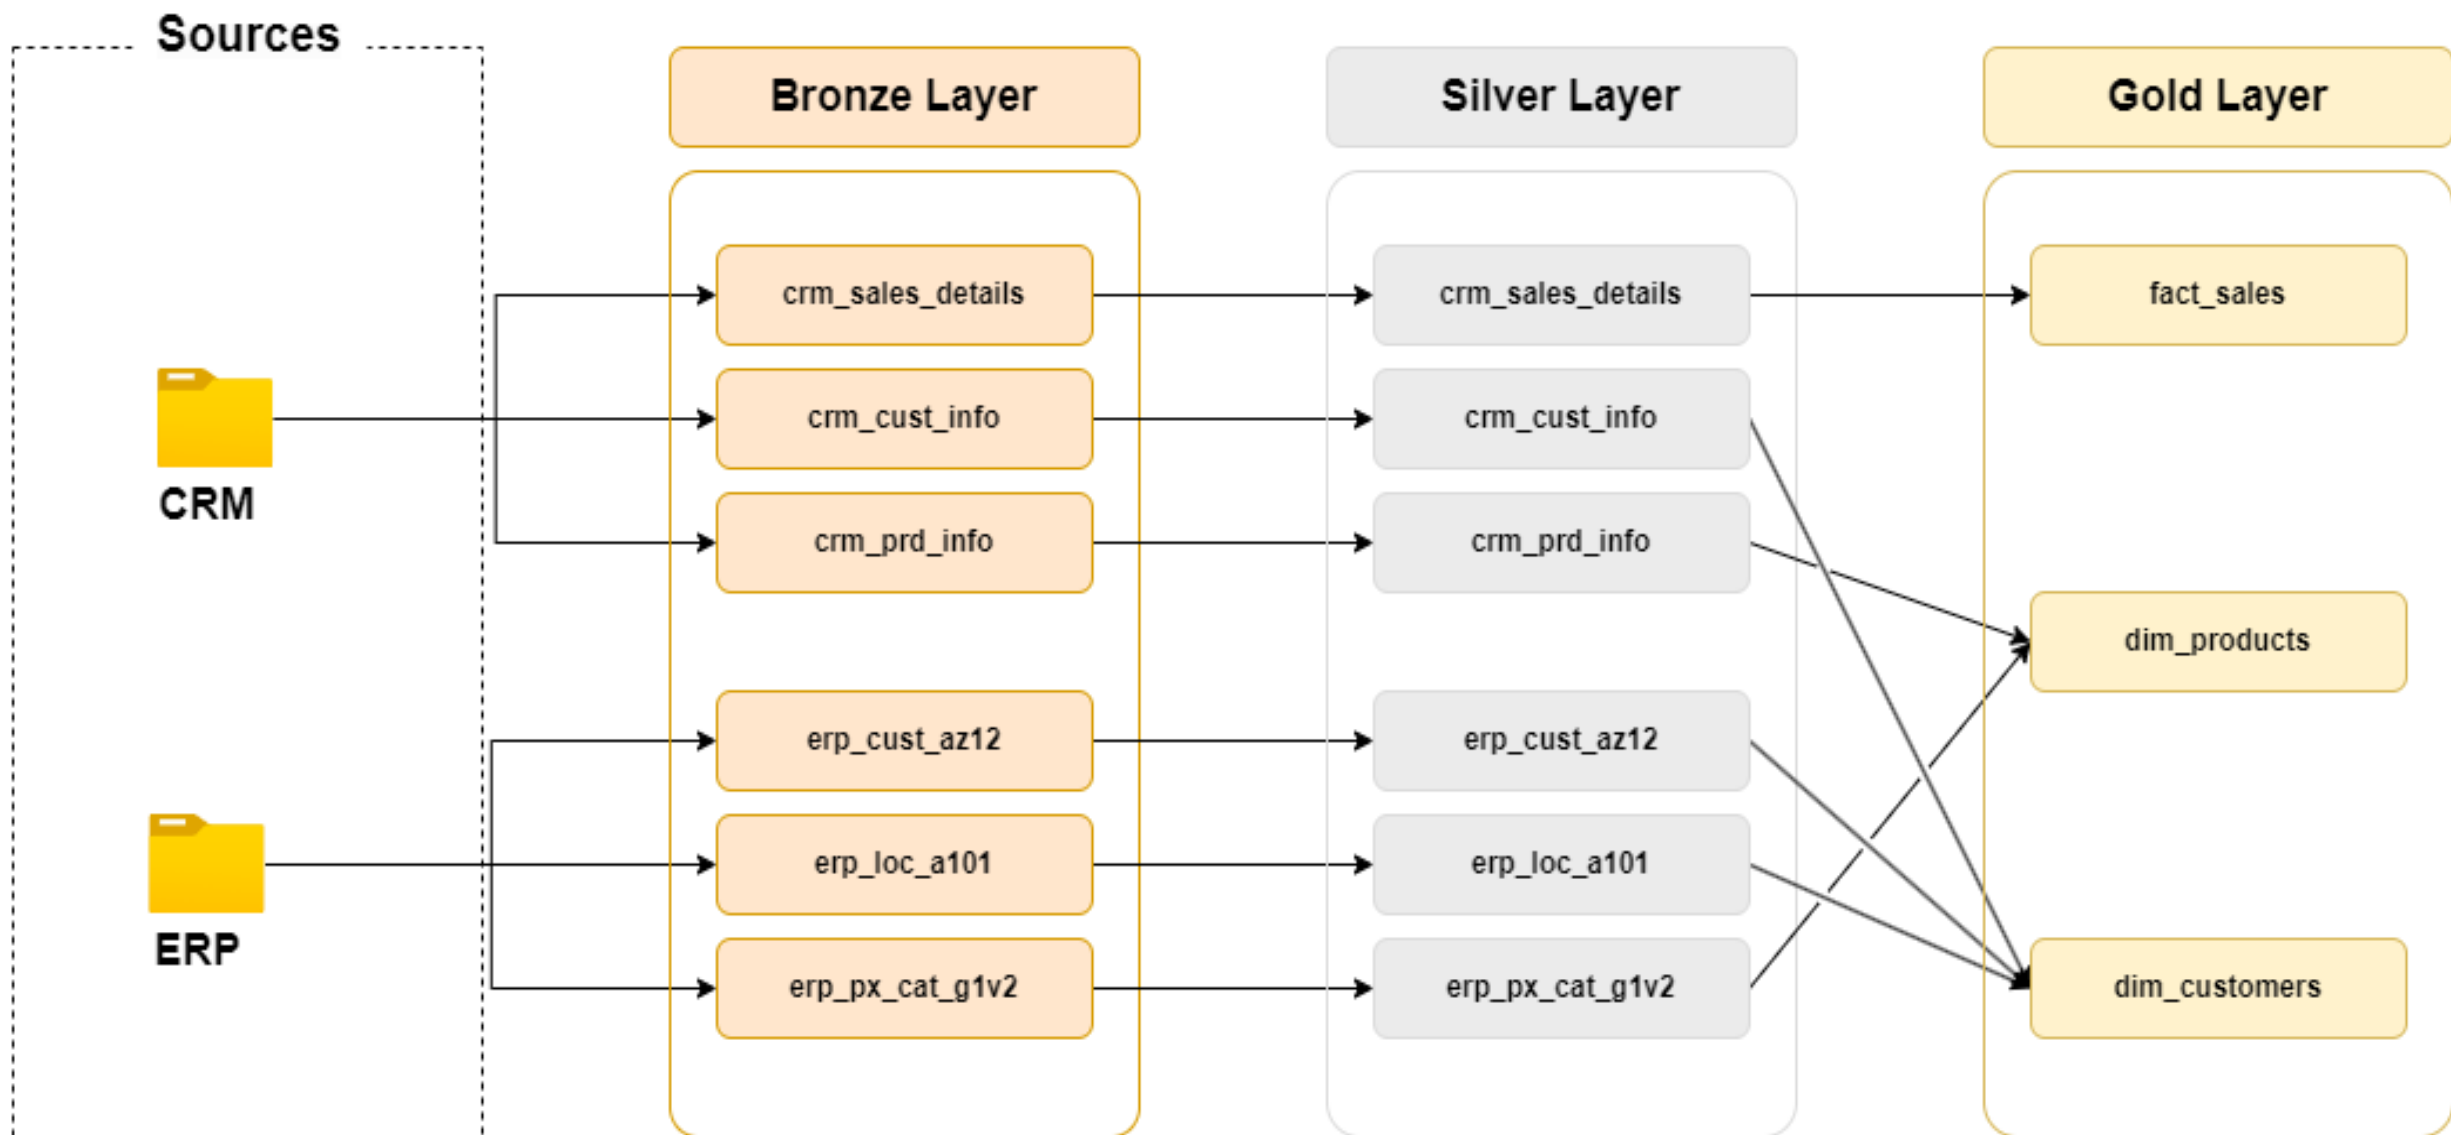 Sources
Bronze Layer
Silver Layer
Gold Layer
crm_sales_details
crm_sales_details
fact_sales
crm_cust_info
crm_cust_info
CRM
crm_prd_info
crm_prd_info
dim_products
erp_cust_az12
erp_cust_az12
erp_loc_a101
erp_loc_a101
ERP
erp_px_cat_g1v2
erp_px_cat_g1v2
dim_customers